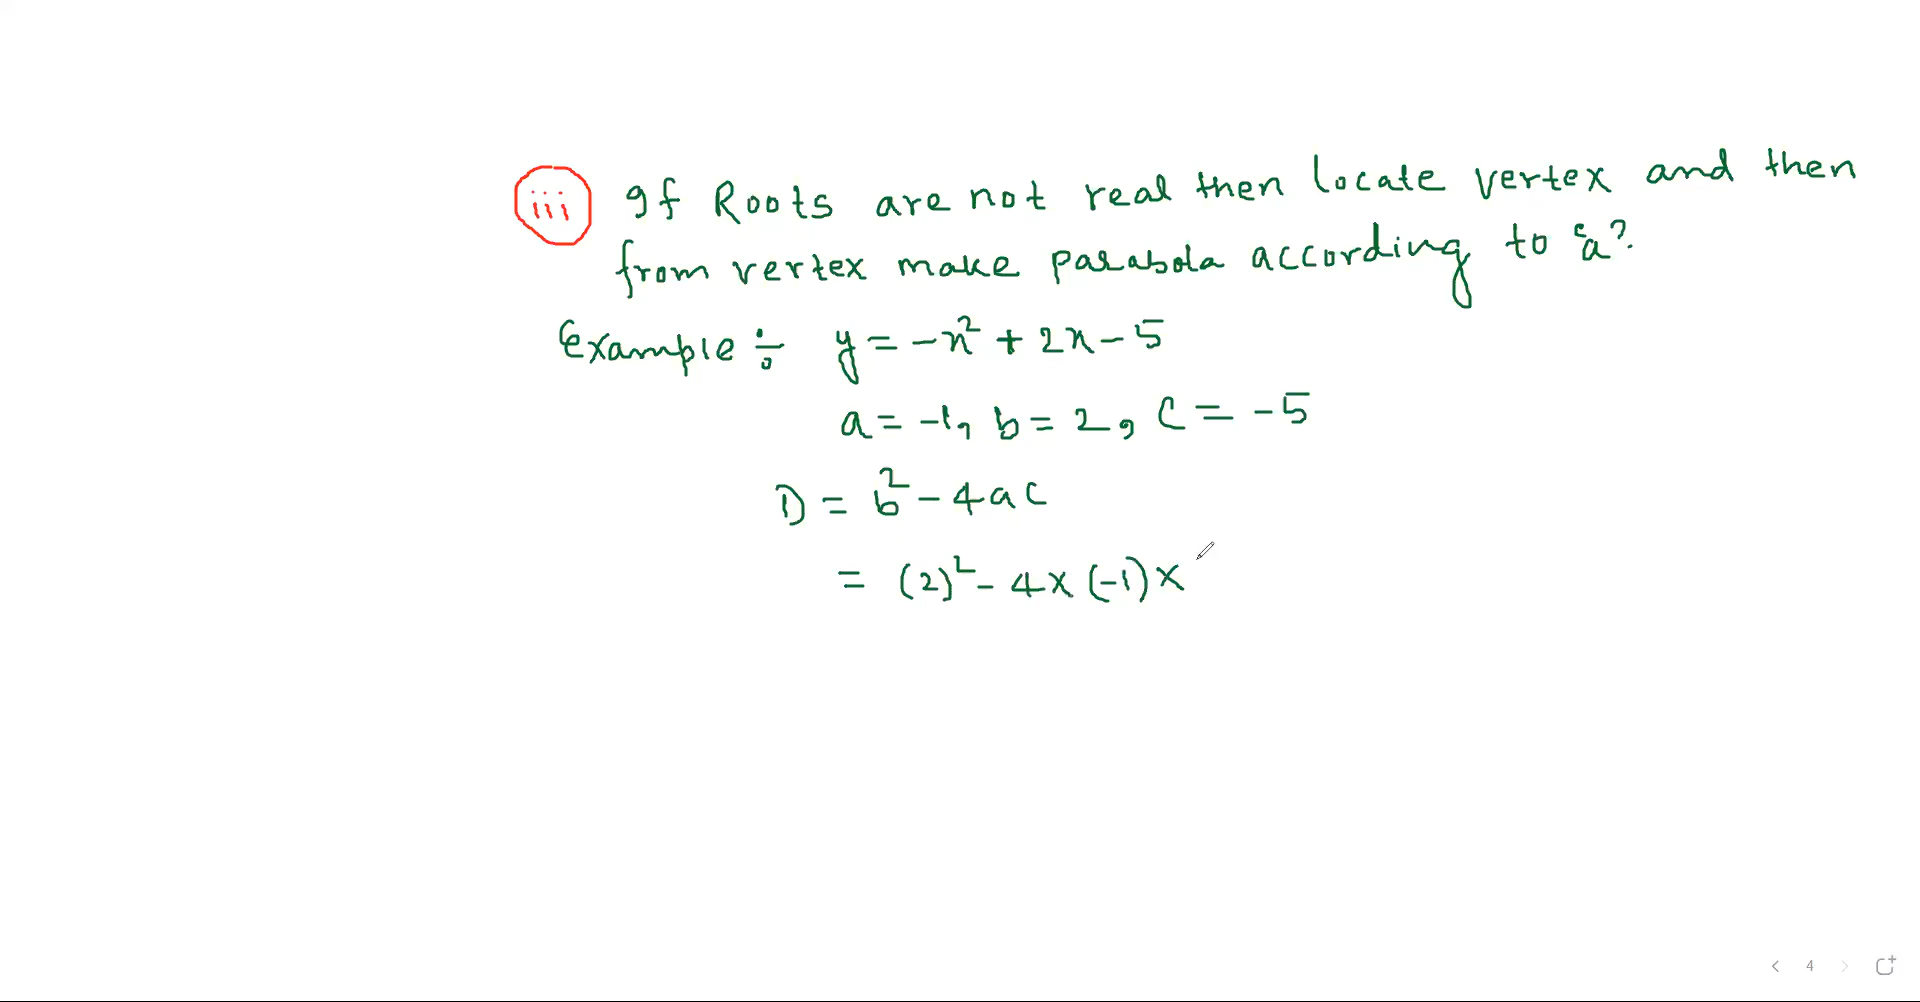 iii If Roots are not real then locate vertex and then
from vertex make parabola according to 'a'.
Example ÷ y = -x² + 2x - 5
a = -1, b = 2, c = -5
D = b² - 4ac
= (2)² - 4x (-1) x
4